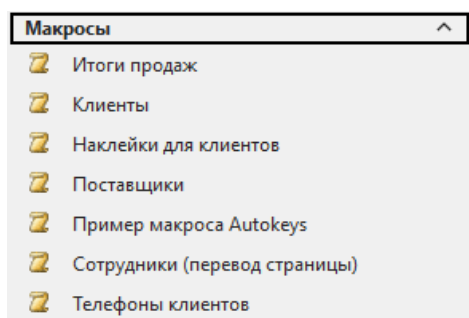 Макросы
Итоги продаж
Клиенты
Наклейки для клиентов
Поставщики
Пример макроса Autokeys
Сотрудники (перевод страницы)
Телефоны клиентов